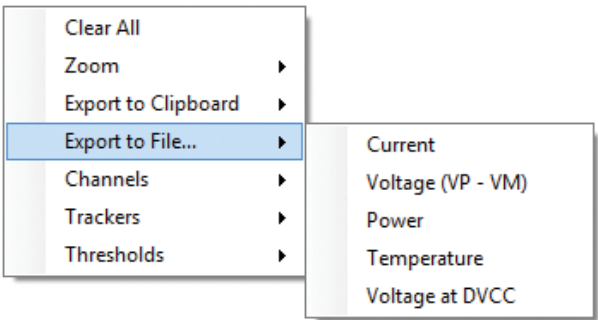 Clear All
Zoom
Export to Clipboard
Export to File...
Channels
Trackers
Thresholds
Current
Voltage (VP - VM)
Power
Temperature
Voltage at DVCC